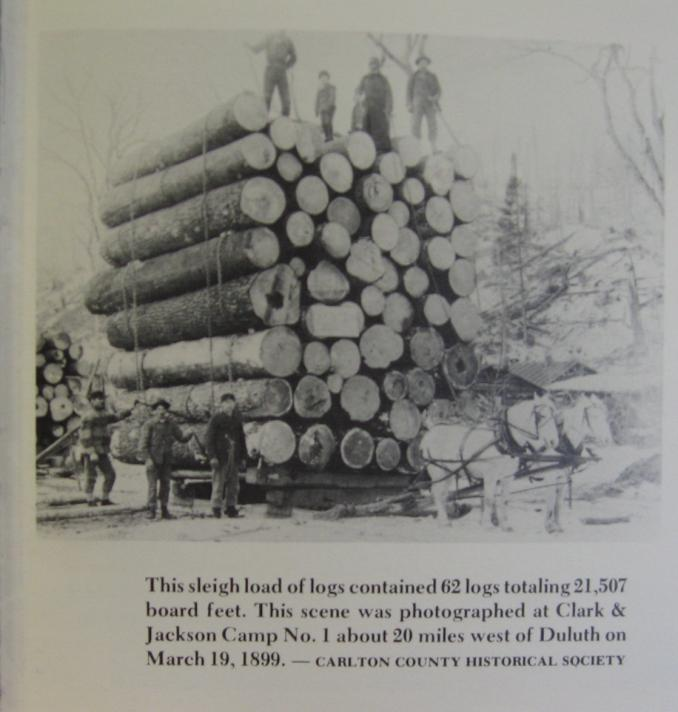 This sleigh load of logs contained 62 logs totaling 21,507
board feet. This scene was photographed at Clark &
Jackson Camp No. 1 about 20 miles west of Duluth on
March 19, 1899. — CARLTON COUNTY HISTORICAL SOCIETY